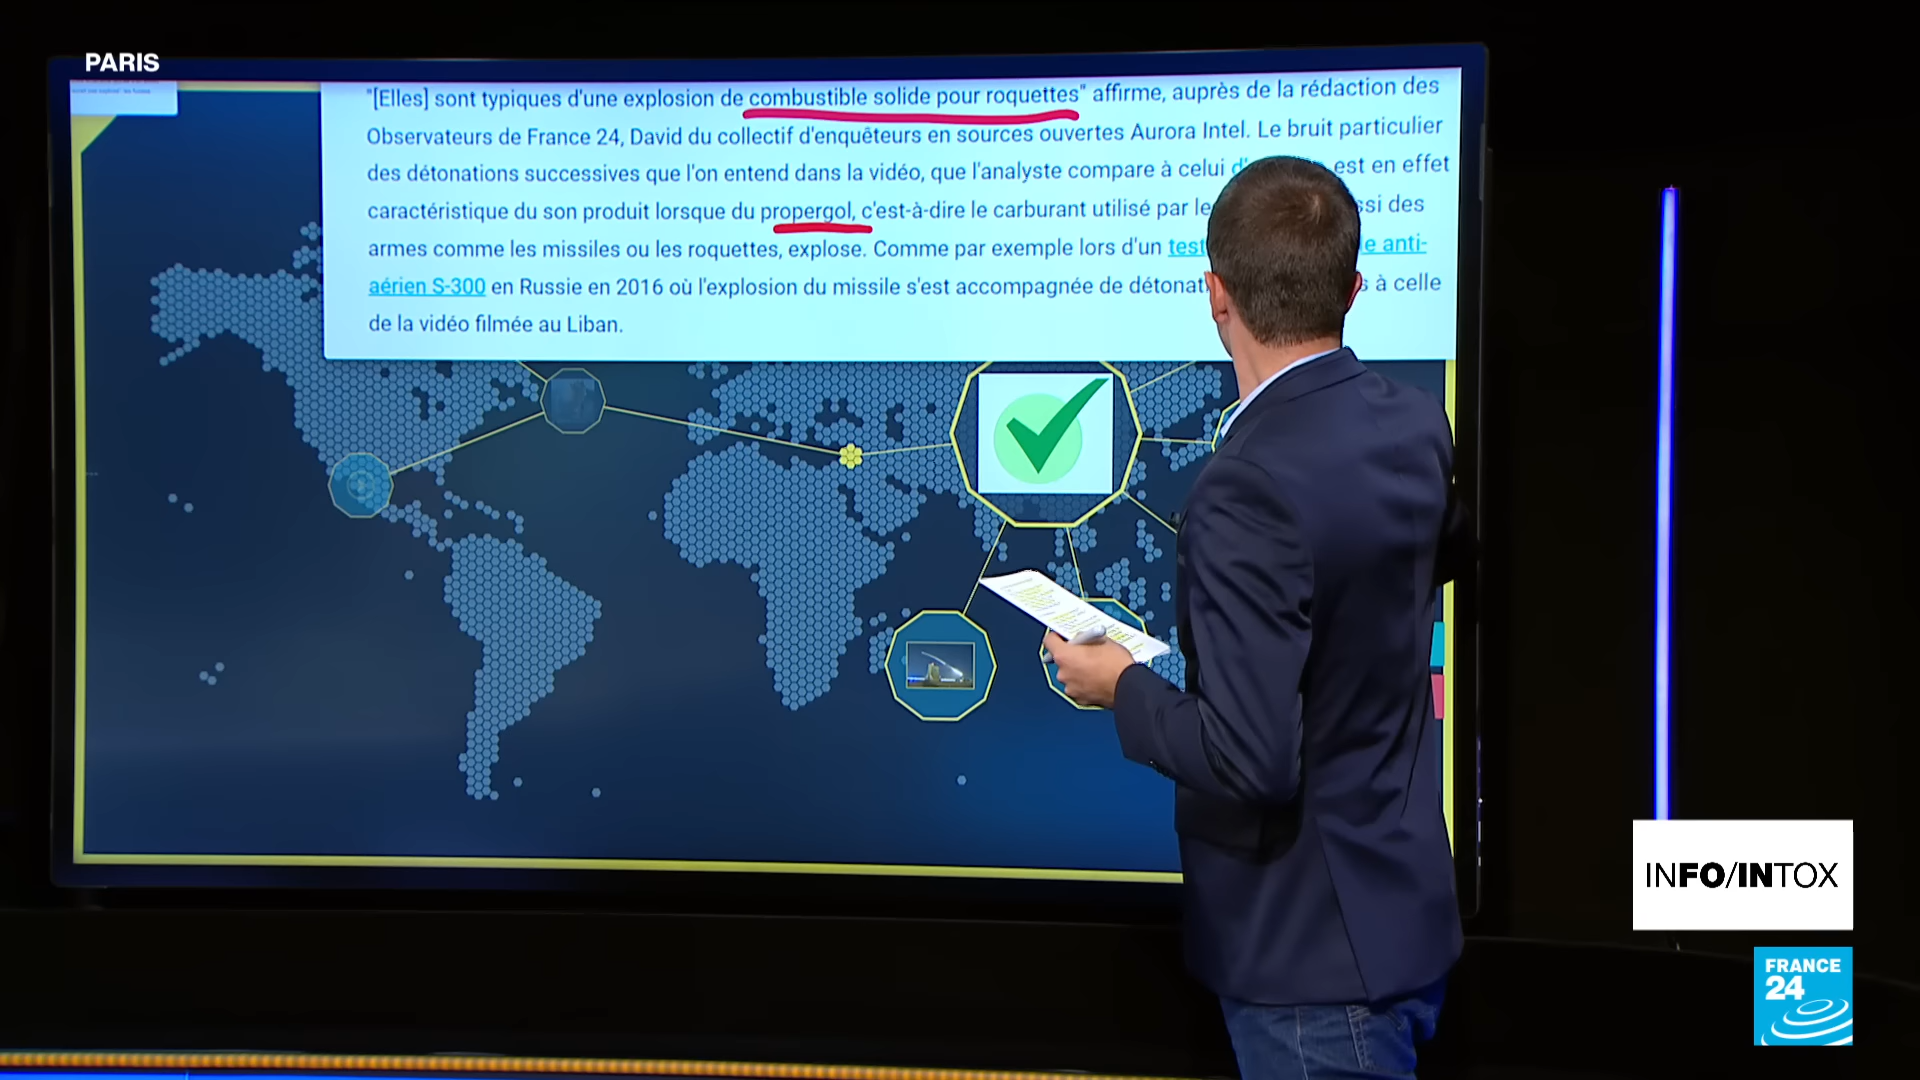 PARIS
"[Elles] sont typiques d'une explosion de combustible solide pour roquettes" affirme, auprès de la rédaction des
Observateurs de France 24, David du collectif d'enquêteurs en sources ouvertes Aurora Intel. Le bruit particulier
des détonations successives que l'on entend dans la vidéo, que l'analyste compare à celui est en effet
caractéristique du son produit lorsque du propergol, c'est-à-dire le carburant utilisé par des
armes comme les missiles ou les roquettes, explose. Comme par exemple lors d'un test anti-
aérien S-300 en Russie en 2016 où l'explosion du missile s'est accompagnée de à celle
de la vidéo filmée au Liban.
INFO/INTOX
FRANCE
24